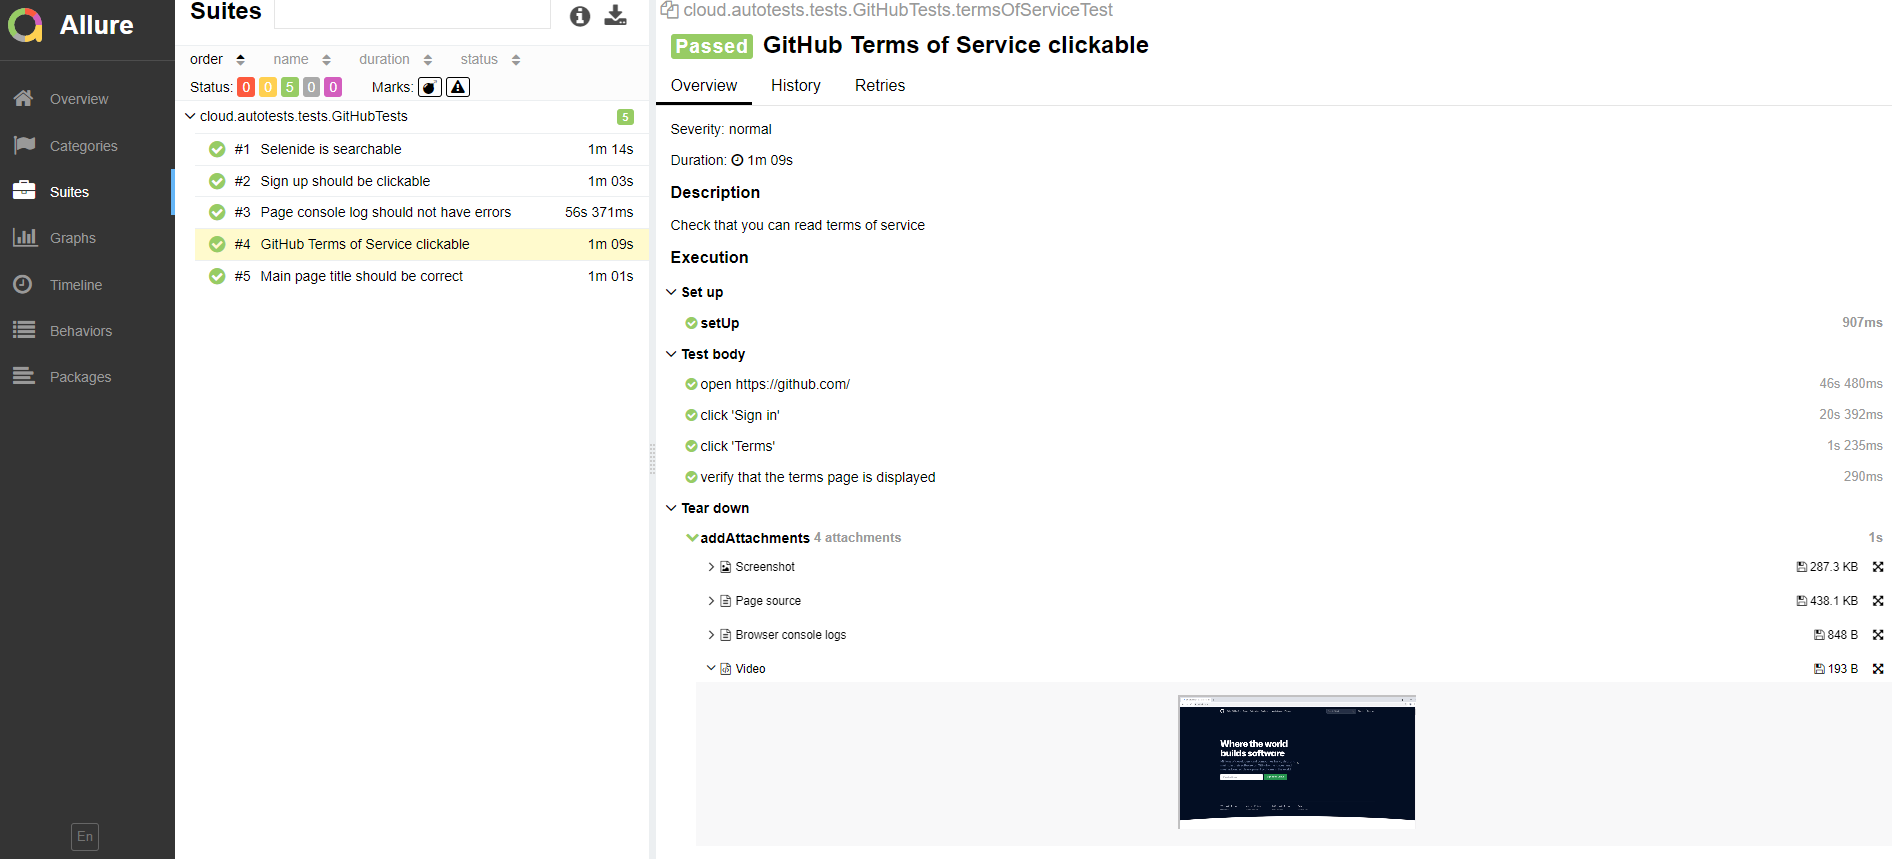 Allure
Overview
Categories
Suites
Graphs
Timeline
Behaviors
Packages
En
Suites
order name duration status
Status: 0 0 5 0 0 Marks:
cloud.autotests.tests.GitHubTests 5
#1 Selenide is searchable 1m 14s
#2 Sign up should be clickable 1m 03s
#3 Page console log should not have errors 56s 371ms
#4 GitHub Terms of Service clickable 1m 09s
#5 Main page title should be correct 1m 01s
cloud.autotests.tests.GitHubTests.termsOfServiceTest
Passed GitHub Terms of Service clickable
Overview History Retries
Severity: normal
Duration: 1m 09s
Description
Check that you can read terms of service
Execution
Set up
setUp 907ms
Test body
open https://github.com/ 46s 480ms
click 'Sign in' 20s 392ms
click 'Terms' 1s 235ms
verify that the terms page is displayed 290ms
Tear down
addAttachments 4 attachments 1s
Screenshot 287.3 KB
Page source 438.1 KB
Browser console logs 848 B
Video 193 B
Where the world
builds software